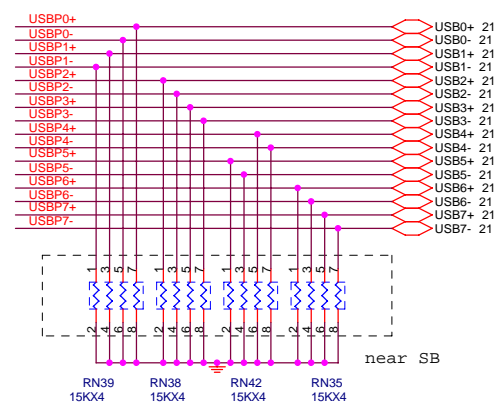 USBP0+ USB0+ 21
USBP0- USB0- 21
USBP1+ USB1+ 21
USBP1- USB1- 21
USBP2+ USB2+ 21
USBP2- USB2- 21
USBP3+ USB3+ 21
USBP3- USB3- 21
USBP4+ USB4+ 21
USBP4- USB4- 21
USBP5+ USB5+ 21
USBP5- USB5- 21
USBP6+ USB6+ 21
USBP6- USB6- 21
USBP7+ USB7+ 21
USBP7- USB7- 21
1 3 5 7 1 3 5 7 1 3 5 7 1 3 5 7
2 4 6 8 2 4 6 8 2 4 6 8 2 4 6 8
near SB
RN39 RN38 RN42 RN35
15KX4 15KX4 15KX4 15KX4